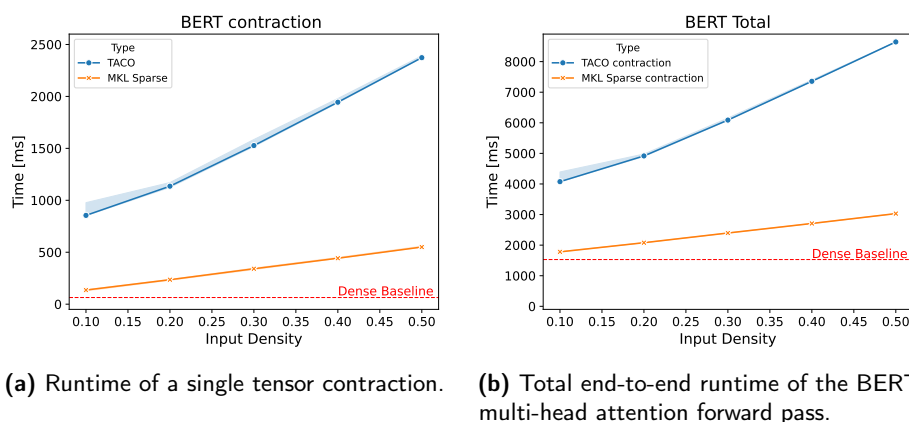 BERT contraction
Type
TACO
MKL Sparse
Time [ms]
2500
2000
1500
1000
500
0
Dense Baseline
0.10 0.15 0.20 0.25 0.30 0.35 0.40 0.45 0.50
Input Density
(a) Runtime of a single tensor contraction.
BERT Total
Type
TACO contraction
MKL Sparse contraction
Time [ms]
8000
7000
6000
5000
4000
3000
2000
1000
0
Dense Baseline
0.10 0.15 0.20 0.25 0.30 0.35 0.40 0.45 0.50
Input Density
(b) Total end-to-end runtime of the BERT
multi-head attention forward pass.